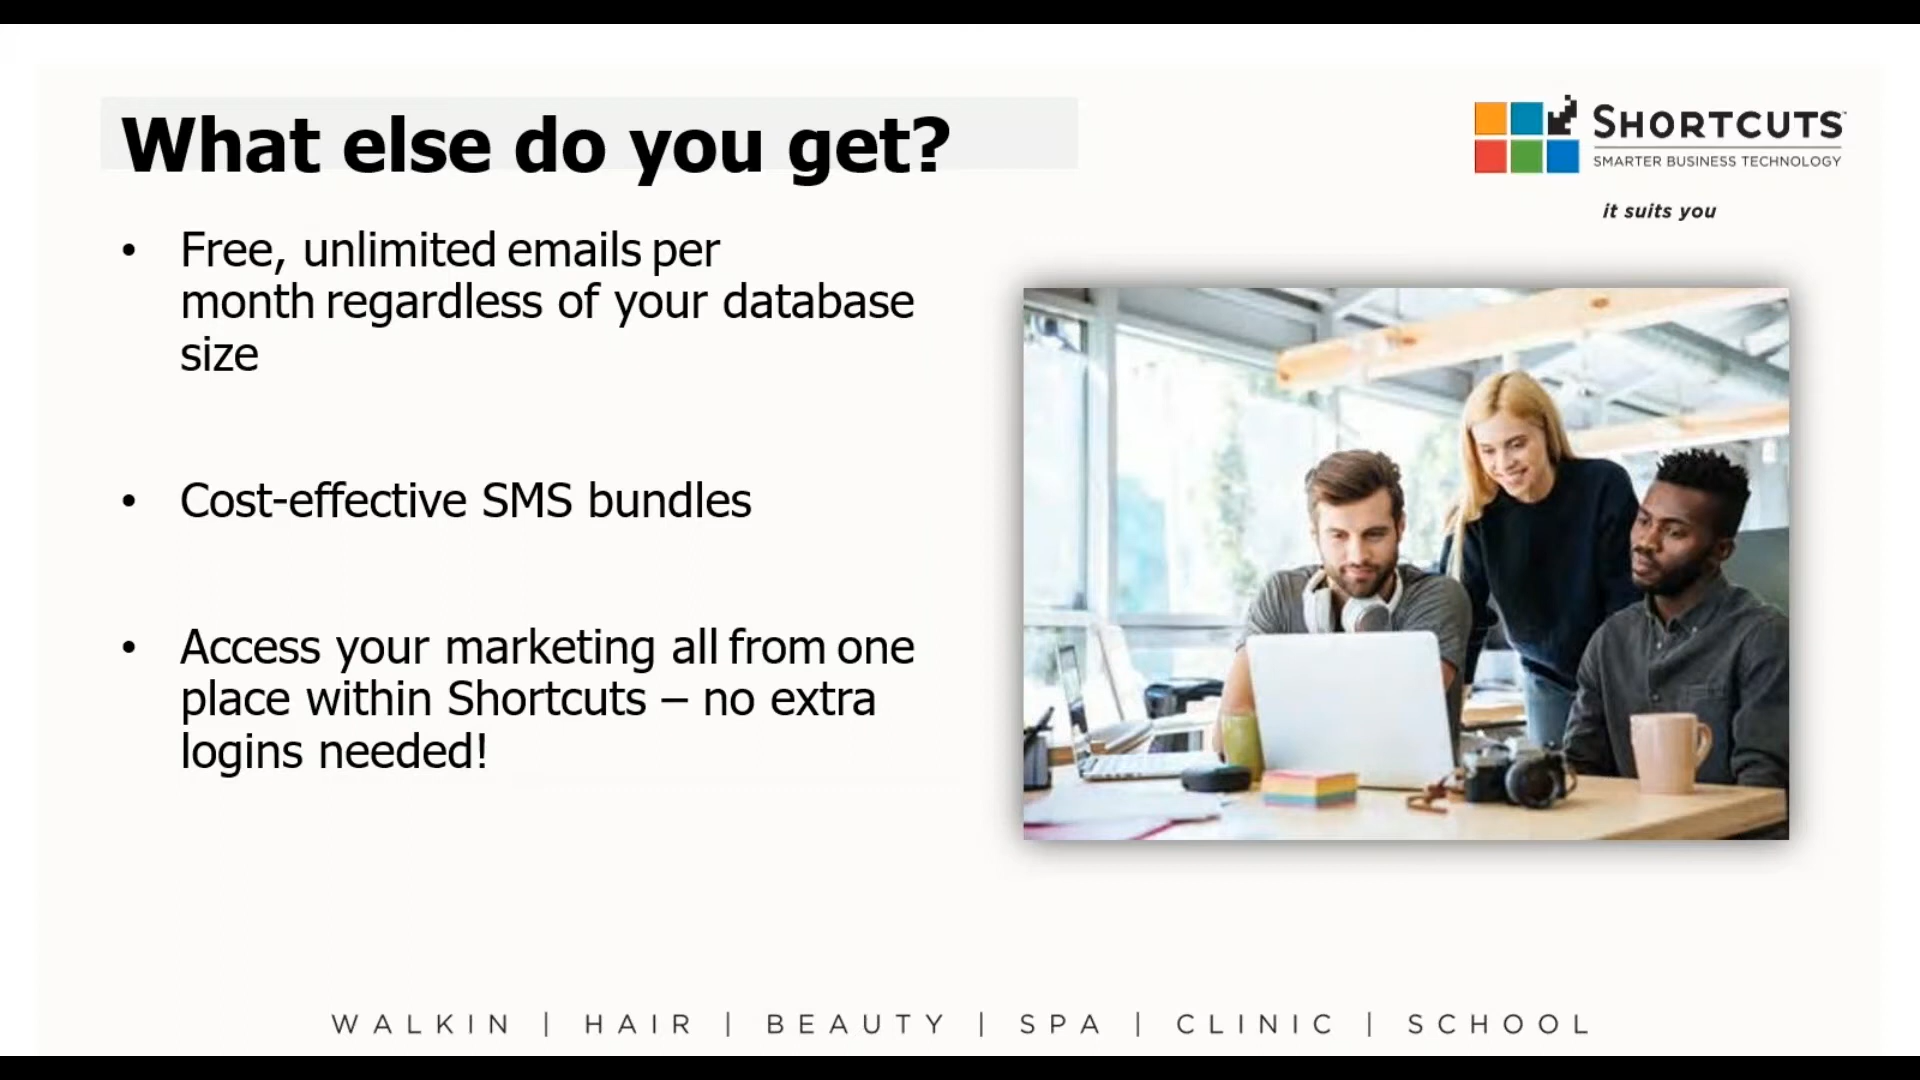 What else do you get?
SHORTCUTS™
SMARTER BUSINESS TECHNOLOGY
it suits you
• Free, unlimited emails per
month regardless of your database
size
• Cost-effective SMS bundles
• Access your marketing all from one
place within Shortcuts – no extra
logins needed!
WALKIN | HAIR | BEAUTY | SPA | CLINIC | SCHOOL